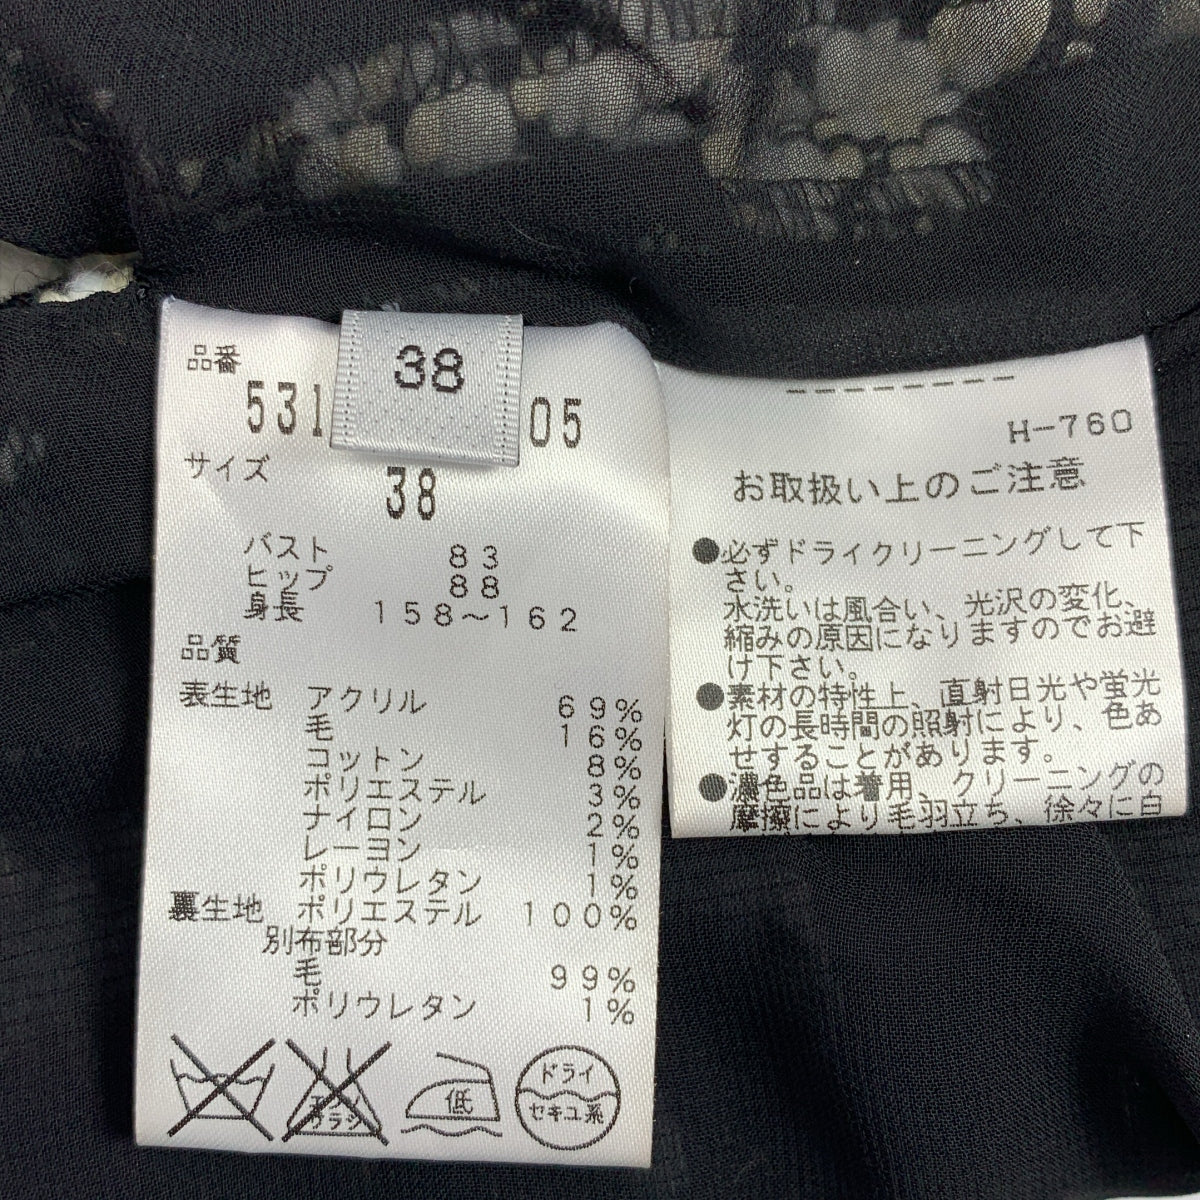 38
品番
531 05
サイズ
38
バスト 83
ヒップ 88
身長 158～162
品質
表生地 アクリル 69%
毛 16%
コットン 8%
ポリエステル 3%
ナイロン 2%
レーヨン 1%
ポリウレタン 1%
裏生地 ポリエステル 100%
別布部分
毛 99%
ポリウレタン 1%
エンソ
サラシ
低
ドライ
セキユ系
--------
H-760
お取扱い上のご注意
●必ずドライクリーニングして下
さい。
水洗いは風合い、光沢の変化、
縮みの原因になりますのでお避
け下さい。
●素材の特性上、直射日光や蛍光
灯の長時間の照射により、色あ
せすることがあります。
●濃色品は着用、クリーニングの
摩擦により毛羽立ち、徐々に白